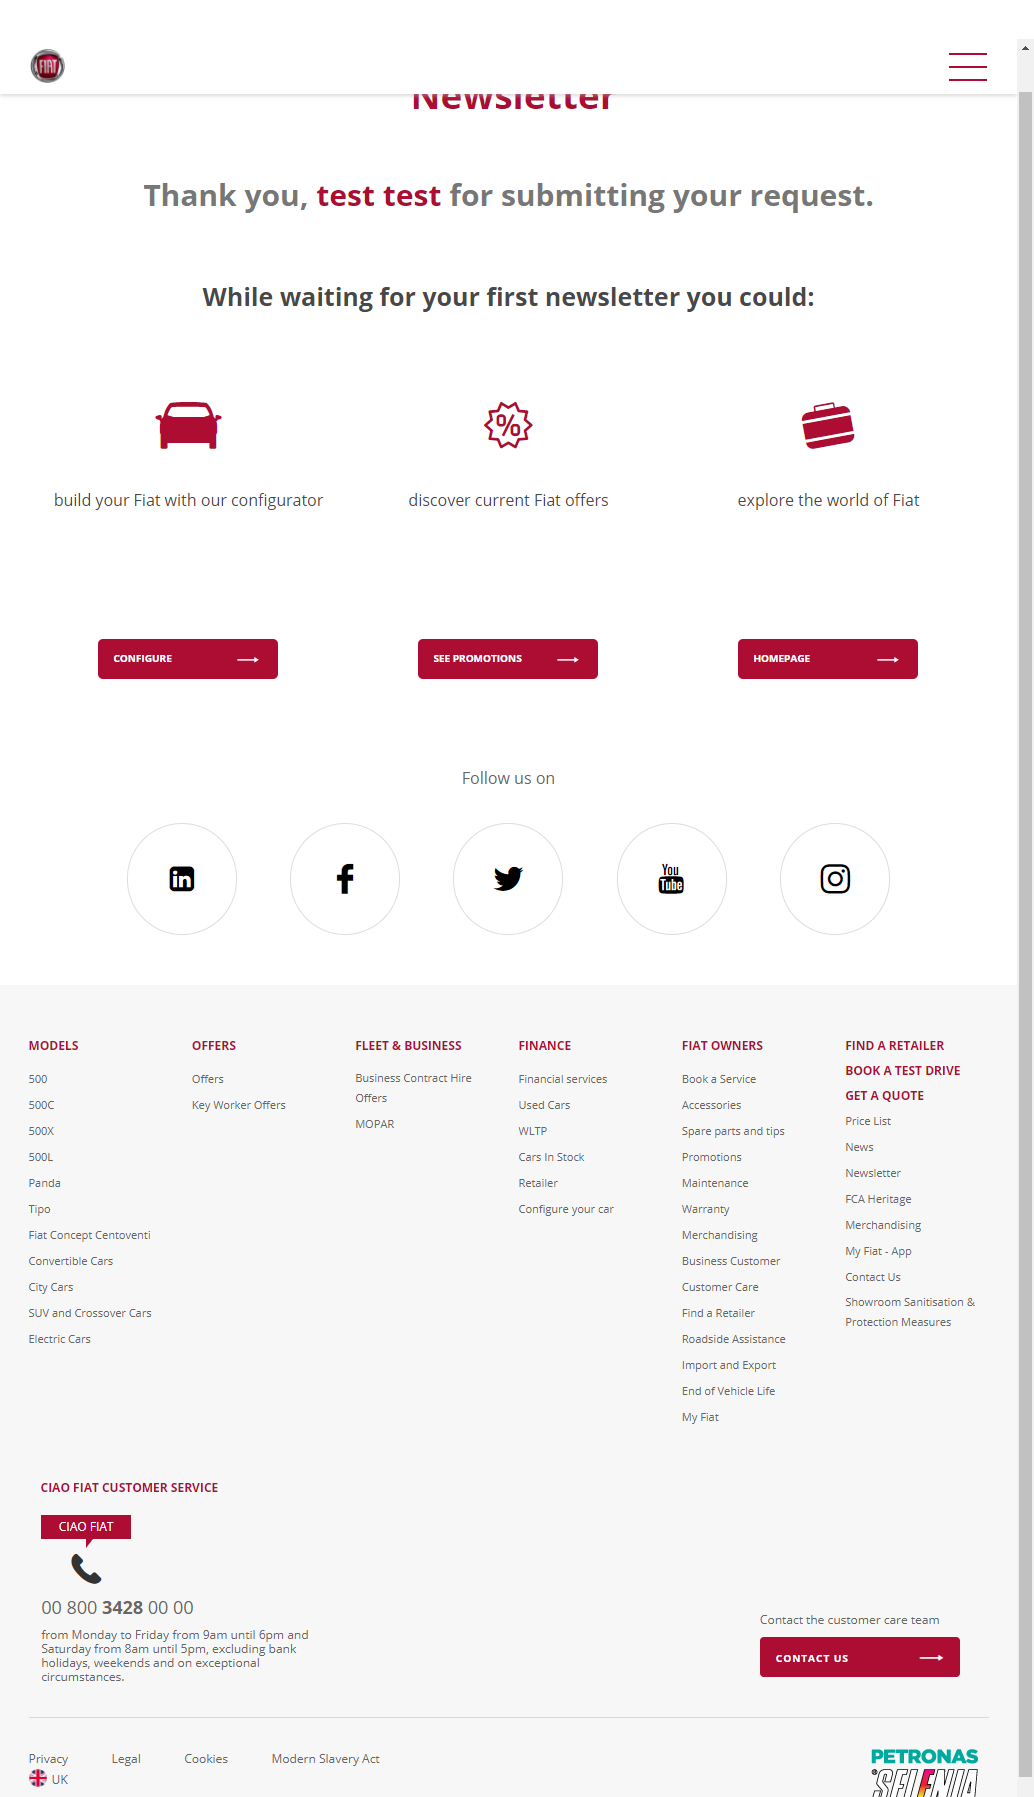 FIAT
Newsletter
Thank you, test test for submitting your request.
While waiting for your first newsletter you could:
%
build your Fiat with our configurator
discover current Fiat offers
explore the world of Fiat
CONFIGURE
SEE PROMOTIONS
HOMEPAGE
Follow us on
in
f
You
Tube
MODELS
500
500C
500X
500L
Panda
Tipo
Fiat Concept Centoventi
Convertible Cars
City Cars
SUV and Crossover Cars
Electric Cars
OFFERS
Offers
Key Worker Offers
FLEET & BUSINESS
Business Contract Hire
Offers
MOPAR
FINANCE
Financial services
Used Cars
WLTP
Cars In Stock
Retailer
Configure your car
FIAT OWNERS
Book a Service
Accessories
Spare parts and tips
Promotions
Maintenance
Warranty
Merchandising
Business Customer
Customer Care
Find a Retailer
Roadside Assistance
Import and Export
End of Vehicle Life
My Fiat
FIND A RETAILER
BOOK A TEST DRIVE
GET A QUOTE
Price List
News
Newsletter
FCA Heritage
Merchandising
My Fiat - App
Contact Us
Showroom Sanitisation &
Protection Measures
CIAO FIAT CUSTOMER SERVICE
CIAO FIAT
00 800 3428 00 00
from Monday to Friday from 9am until 6pm and
Saturday from 8am until 5pm, excluding bank
holidays, weekends and on exceptional
circumstances.
Contact the customer care team
CONTACT US
Privacy
Legal
Cookies
Modern Slavery Act
UK
PETRONAS
SELENIA